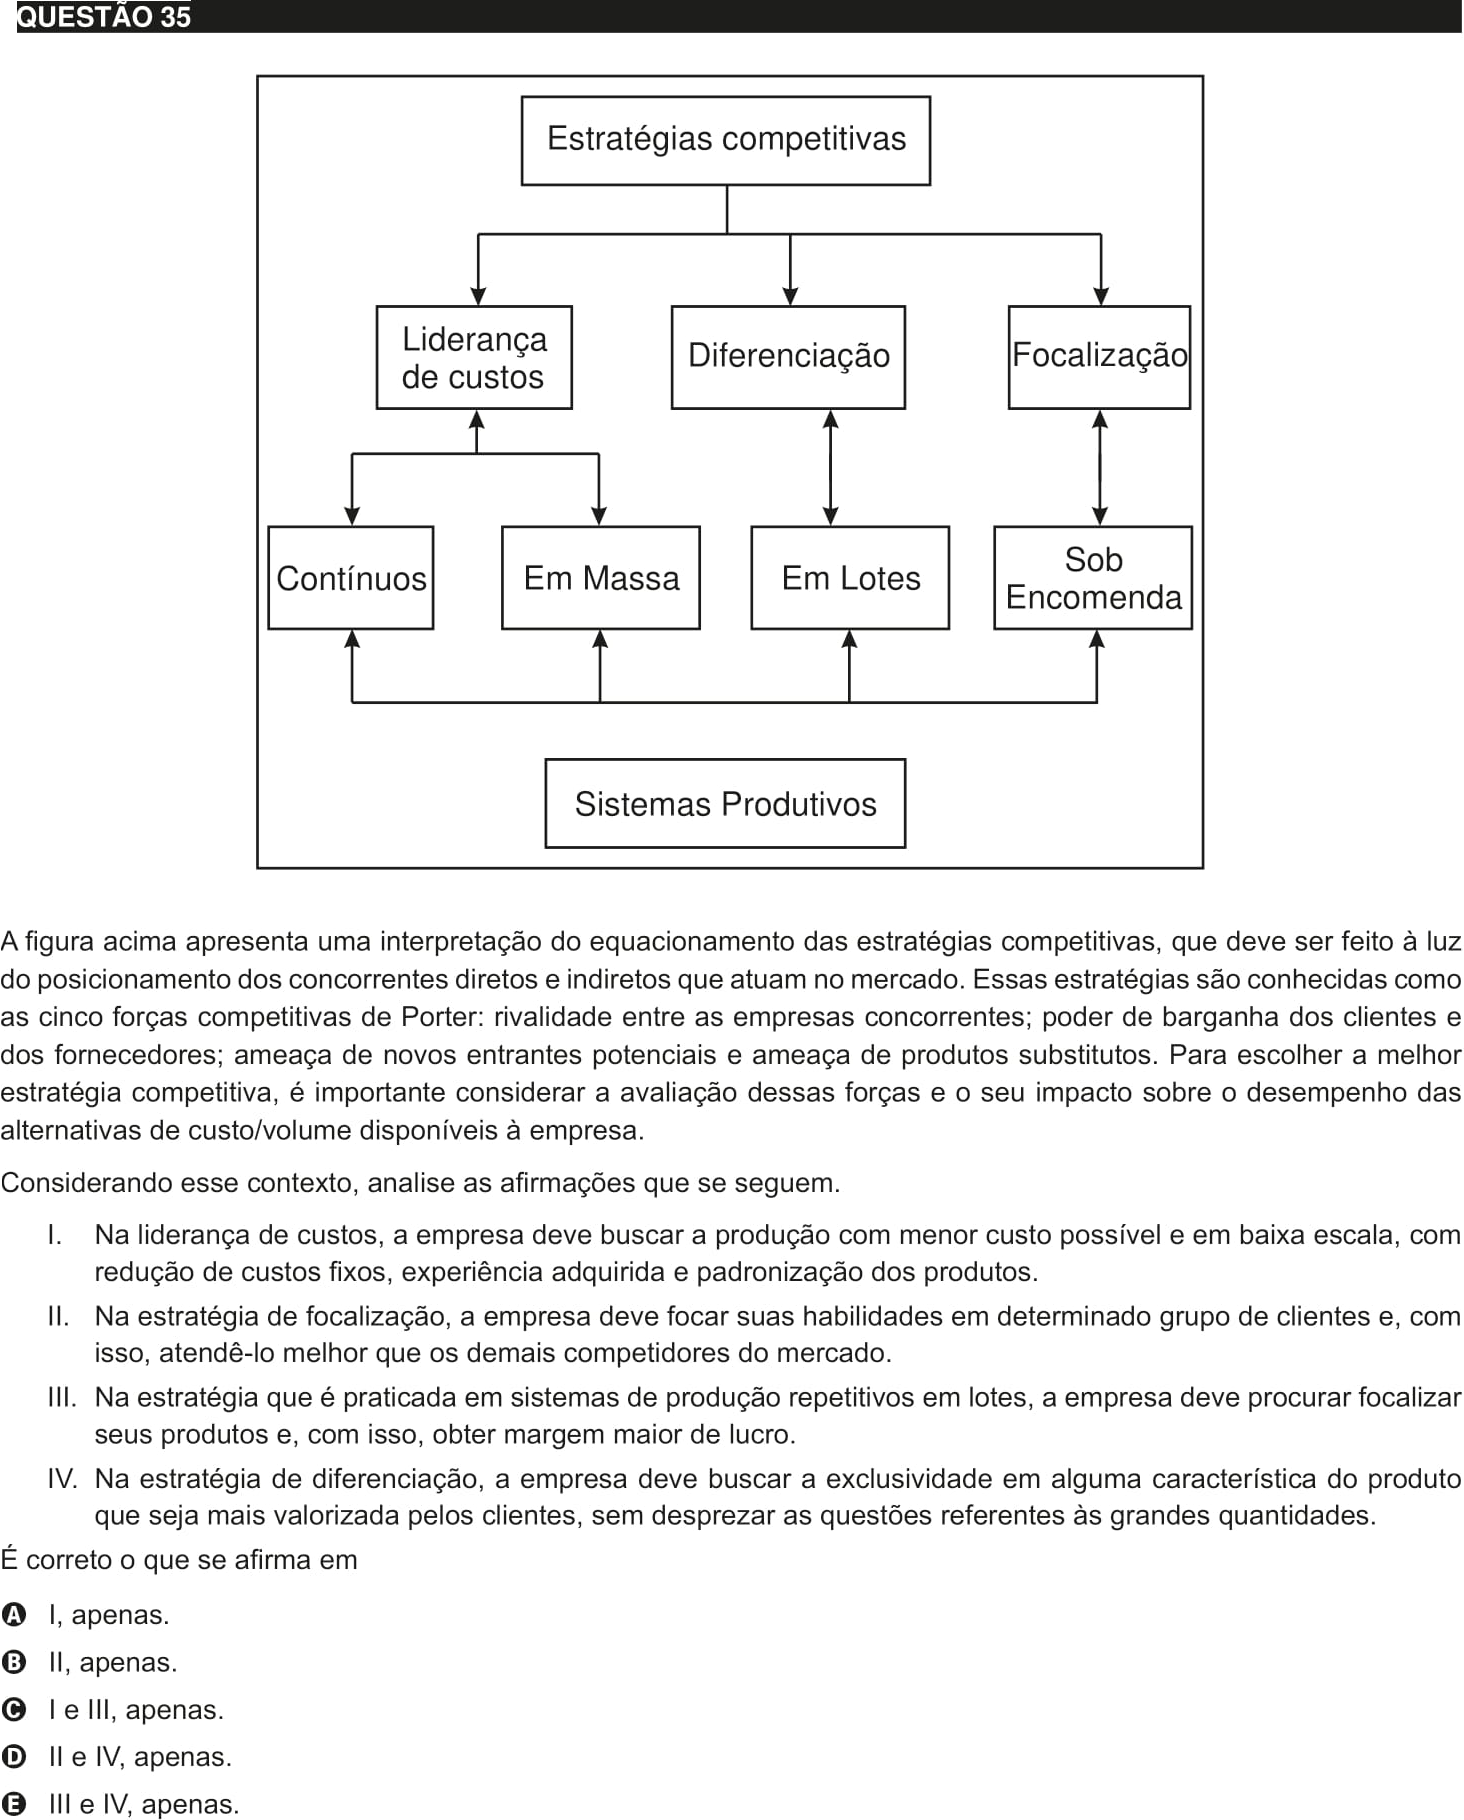 QUESTÃO 35
Estratégias competitivas
Liderança
de custos
Diferenciação
Focalização
Contínuos
Em Massa
Em Lotes
Sob
Encomenda
Sistemas Produtivos
A figura acima apresenta uma interpretação do equacionamento das estratégias competitivas, que deve ser feito à luz
do posicionamento dos concorrentes diretos e indiretos que atuam no mercado. Essas estratégias são conhecidas como
as cinco forças competitivas de Porter: rivalidade entre as empresas concorrentes; poder de barganha dos clientes e
dos fornecedores; ameaça de novos entrantes potenciais e ameaça de produtos substitutos. Para escolher a melhor
estratégia competitiva, é importante considerar a avaliação dessas forças e o seu impacto sobre o desempenho das
alternativas de custo/volume disponíveis à empresa.
Considerando esse contexto, analise as afirmações que se seguem.
I. Na liderança de custos, a empresa deve buscar a produção com menor custo possível e em baixa escala, com
redução de custos fixos, experiência adquirida e padronização dos produtos.
II. Na estratégia de focalização, a empresa deve focar suas habilidades em determinado grupo de clientes e, com
isso, atendê-lo melhor que os demais competidores do mercado.
III. Na estratégia que é praticada em sistemas de produção repetitivos em lotes, a empresa deve procurar focalizar
seus produtos e, com isso, obter margem maior de lucro.
IV. Na estratégia de diferenciação, a empresa deve buscar a exclusividade em alguma característica do produto
que seja mais valorizada pelos clientes, sem desprezar as questões referentes às grandes quantidades.
É correto o que se afirma em
A I, apenas.
B II, apenas.
C I e III, apenas.
D II e IV, apenas.
E III e IV, apenas.